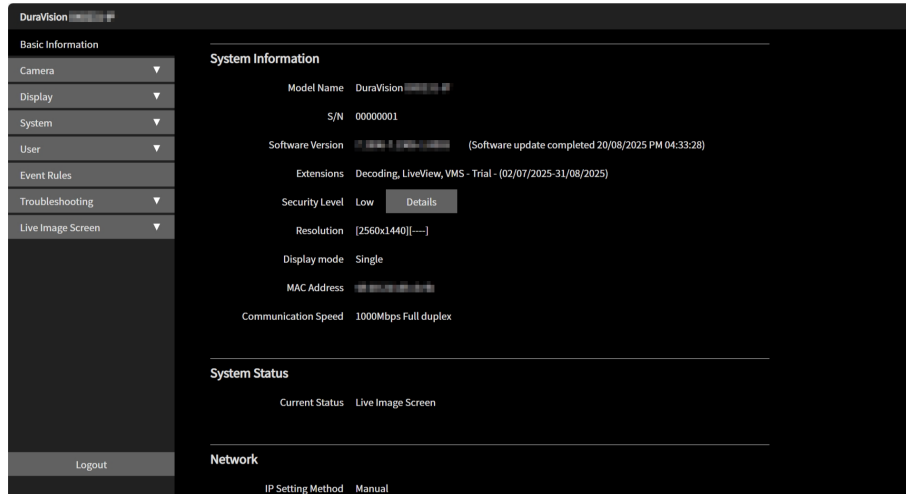 DuraVision
Basic Information
Camera ▼
Display ▼
System ▼
User ▼
Event Rules
Troubleshooting ▼
Live Image Screen ▼
Logout
System Information
Model Name DuraVision
S/N 00000001
Software Version (Software update completed 20/08/2025 PM 04:33:28)
Extensions Decoding, LiveView, VMS - Trial - (02/07/2025-31/08/2025)
Security Level Low Details
Resolution [2560x1440][----]
Display mode Single
MAC Address
Communication Speed 1000Mbps Full duplex
System Status
Current Status Live Image Screen
Network
IP Setting Method Manual